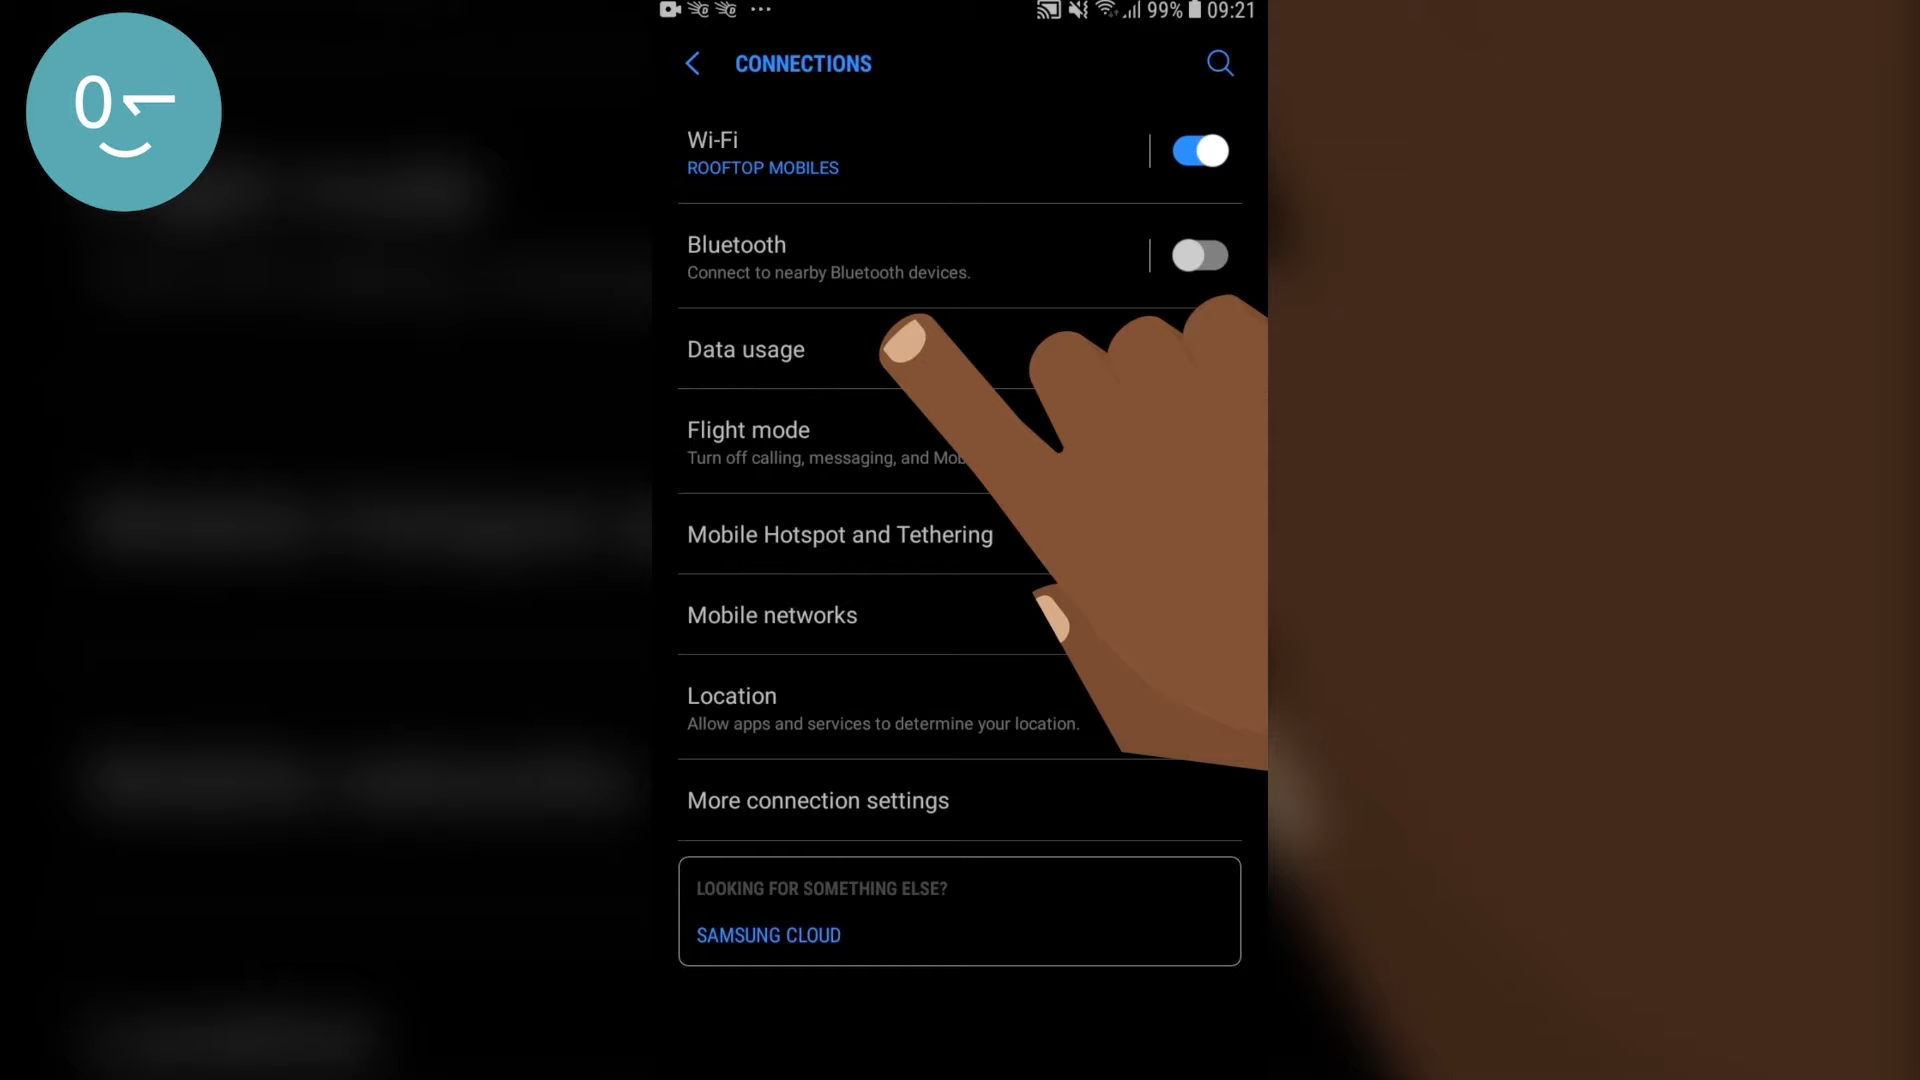 99% 09:21
CONNECTIONS
Wi-Fi
ROOFTOP MOBILES
Bluetooth
Connect to nearby Bluetooth devices.
Data usage
Flight mode
Turn off calling, messaging, and
Mobile Hotspot and Tethering
Mobile networks
Location
Allow apps and services to determine your location.
More connection settings
LOOKING FOR SOMETHING ELSE?
SAMSUNG CLOUD